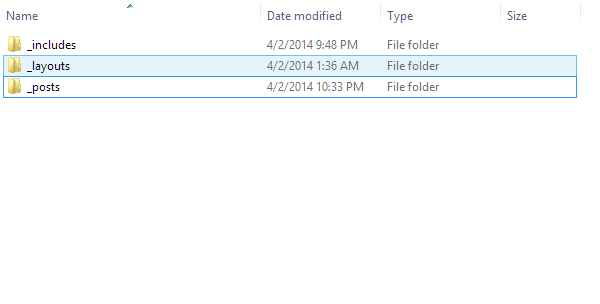 Name Date modified Type Size
_includes 4/2/2014 9:48 PM File folder
_layouts 4/2/2014 1:36 AM File folder
_posts 4/2/2014 10:33 PM File folder